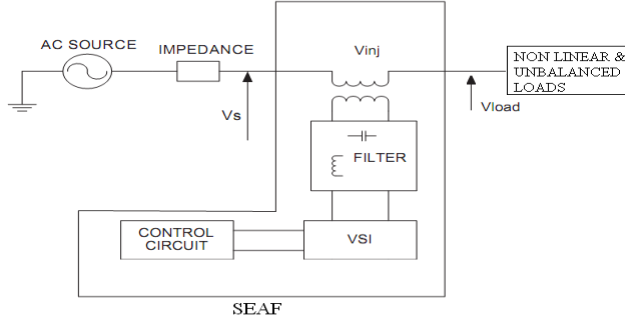 AC SOURCE
IMPEDANCE
Vinj
NON LINEAR &
UNBALANCED
LOADS
Vs
Vload
FILTER
CONTROL
CIRCUIT
VSI
SEAF